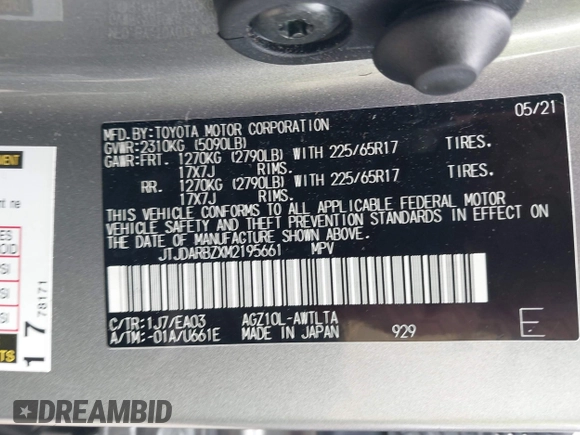 05/21
MFD.BY:TOYOTA MOTOR CORPORATION
GVWR:2310KG (5090LB)
GAWR:FRT. 1270KG (2790LB) WITH 225/65R17 TIRES.
17X7J RIMS.
RR. 1270KG (2790LB) WITH 225/65R17 TIRES.
17X7J RIMS.
THIS VEHICLE CONFORMS TO ALL APPLICABLE FEDERAL MOTOR
VEHICLE SAFETY AND THEFT PREVENTION STANDARDS IN EFFECT ON
THE DATE OF MANUFACTURE SHOWN ABOVE.
JTJDARBZXM2195661 MPV
C/TR:1J7/EA03 AGZ10L-AWTLTA
A/TM:-01A/U661E MADE IN JAPAN 929 E
1 7 78171
DREAMBID